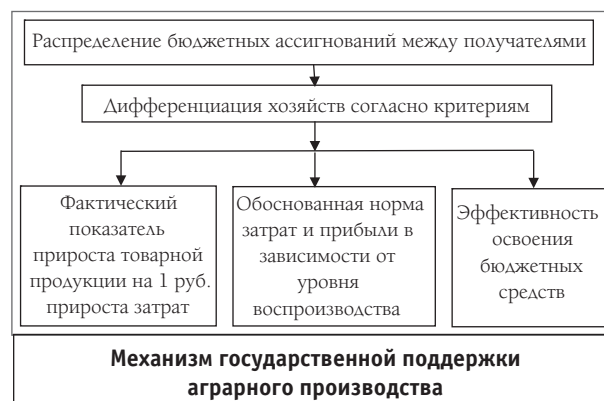 Распределение бюджетных ассигнований между получателями
Дифференциация хозяйств согласно критериям
Фактический
показатель
прироста товарной
продукции на 1 руб.
прироста затрат
Обоснованная норма
затрат и прибыли в
зависимости от
уровня
воспроизводства
Эффективность
освоения
бюджетных
средств
Механизм государственной поддержки
аграрного производства